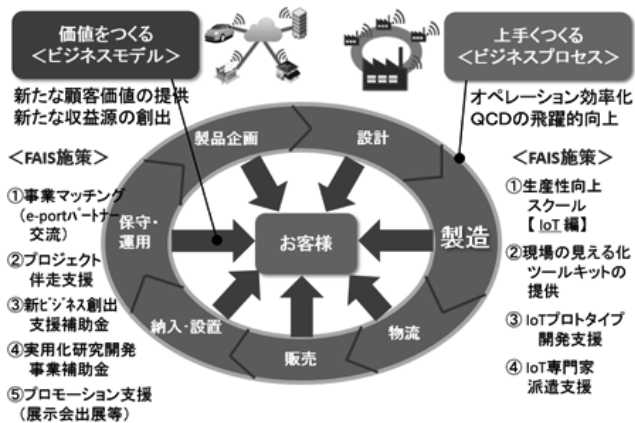 価値をつくる
＜ビジネスモデル＞
新たな顧客価値の提供
新たな収益源の創出
＜FAIS施策＞
①事業マッチング
（e-portパートナー
交流）
②プロジェクト
伴走支援
③新ビジネス創出
支援補助金
④実用化研究開発
事業補助金
⑤プロモーション支援
（展示会出展等）
製品企画
設計
製造
物流
販売
納入・設置
保守・
運用
お客様
上手くつくる
＜ビジネスプロセス＞
オペレーション効率化
QCDの飛躍的向上
＜FAIS施策＞
①生産性向上
スクール
【 IoT 編】
②現場の見える化
ツールキットの
提供
③ IoTプロトタイプ
開発支援
④ IoT専門家
派遣支援